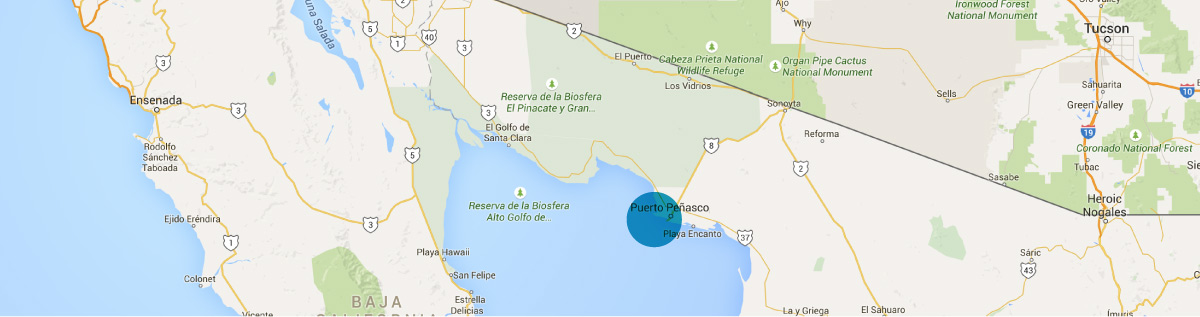 Ajo
Why
Ironwood Forest
National Monument
Tucson
una Salada
5
1
40
3
2
2
3
El Puerto
Cabeza Prieta National
Wildlife Refuge
Organ Pipe Cactus
National Monument
Los Vidrios
Sells
Sahuarita
10
Ensenada
3
Reserva de la Biosfera
El Pinacate y Gran...
Sonoyta
Green Valley
3
El Golfo de
Santa Clara
Reforma
19
Coronado National Forest
Rodolfo
Sánchez
Taboada
5
8
2
Tubac
Sie
Sasabe
Reserva de la Biosfera
Alto Golfo de...
Puerto Peñasco
Heroic
Nogales
Ejido Eréndira
3
1
Playa Encanto
37
Playa Hawaii
Sáric
43
Colonet
San Felipe
C
BAJA
CALIFORNIA
Estrella
Delicias
Vicente
La y Griega
El Sahuaro
Ímuris